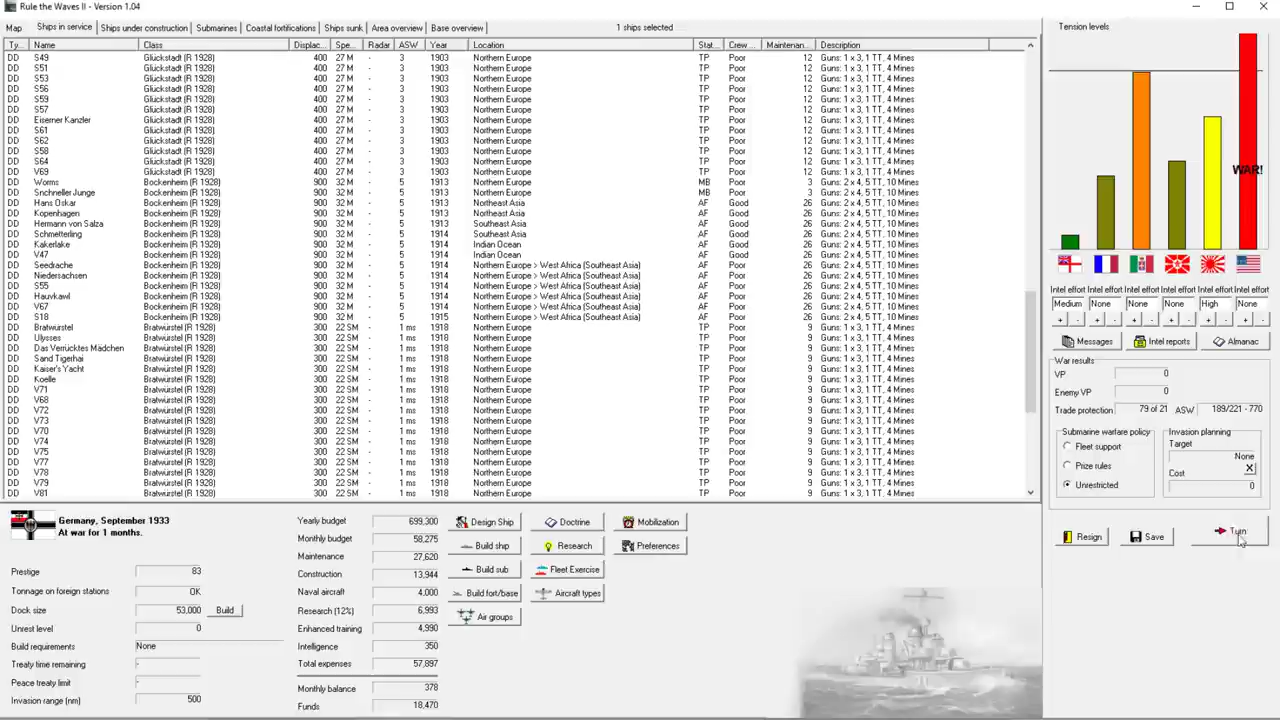 Rule the Waves II - Version 1.04
Map Ships in service Ships under construction Submarines Coastal fortifications Ships sunk Area overview Base overview 1 ships selected
Ty... Name Class Displac... Spe... Radar ASW Year Location Stat... Crew ... Maintenan... Description
DD S49 Glückstadt (R 1928) 400 27 M - 3 1903 Northern Europe TP Poor 12 Guns: 1 x 3, 1 TT, 4 Mines
DD S51 Glückstadt (R 1928) 400 27 M - 3 1903 Northern Europe TP Poor 12 Guns: 1 x 3, 1 TT, 4 Mines
DD S53 Glückstadt (R 1928) 400 27 M - 3 1903 Northern Europe TP Poor 12 Guns: 1 x 3, 1 TT, 4 Mines
DD S56 Glückstadt (R 1928) 400 27 M - 3 1903 Northern Europe TP Poor 12 Guns: 1 x 3, 1 TT, 4 Mines
DD S59 Glückstadt (R 1928) 400 27 M - 3 1903 Northern Europe TP Poor 12 Guns: 1 x 3, 1 TT, 4 Mines
DD S57 Glückstadt (R 1928) 400 27 M - 3 1903 Northern Europe TP Poor 12 Guns: 1 x 3, 1 TT, 4 Mines
DD Eiserner Kanzler Glückstadt (R 1928) 400 27 M - 3 1903 Northern Europe TP Poor 12 Guns: 1 x 3, 1 TT, 4 Mines
DD S61 Glückstadt (R 1928) 400 27 M - 3 1903 Northern Europe TP Poor 12 Guns: 1 x 3, 1 TT, 4 Mines
DD S62 Glückstadt (R 1928) 400 27 M - 3 1903 Northern Europe TP Poor 12 Guns: 1 x 3, 1 TT, 4 Mines
DD S58 Glückstadt (R 1928) 400 27 M - 3 1903 Northern Europe TP Poor 12 Guns: 1 x 3, 1 TT, 4 Mines
DD S64 Glückstadt (R 1928) 400 27 M - 3 1903 Northern Europe TP Poor 12 Guns: 1 x 3, 1 TT, 4 Mines
DD V69 Glückstadt (R 1928) 400 27 M - 3 1903 Northern Europe TP Poor 12 Guns: 1 x 3, 1 TT, 4 Mines
DD Worms Bockenheim (R 1928) 900 32 M - 5 1913 Northern Europe MB Poor 3 Guns: 2 x 4, 5 TT, 10 Mines
DD Snchneller Junge Bockenheim (R 1928) 900 32 M - 5 1913 Northern Europe MB Poor 3 Guns: 2 x 4, 5 TT, 10 Mines
DD Hans Oskar Bockenheim (R 1928) 900 32 M - 5 1913 Northeast Asia AF Good 26 Guns: 2 x 4, 5 TT, 10 Mines
DD Kopenhagen Bockenheim (R 1928) 900 32 M - 5 1913 Northeast Asia AF Good 26 Guns: 2 x 4, 5 TT, 10 Mines
DD Hermann von Salza Bockenheim (R 1928) 900 32 M - 5 1913 Southeast Asia AF Good 26 Guns: 2 x 4, 5 TT, 10 Mines
DD Schmetterling Bockenheim (R 1928) 900 32 M - 5 1914 Southeast Asia AF Good 26 Guns: 2 x 4, 5 TT, 10 Mines
DD Kakerlake Bockenheim (R 1928) 900 32 M - 5 1914 Indian Ocean AF Good 26 Guns: 2 x 4, 5 TT, 10 Mines
DD V47 Bockenheim (R 1928) 900 32 M - 5 1914 Indian Ocean AF Good 26 Guns: 2 x 4, 5 TT, 10 Mines
DD Seedrache Bockenheim (R 1928) 900 32 M - 5 1914 Northern Europe > West Africa (Southeast Asia) AF Poor 26 Guns: 2 x 4, 5 TT, 10 Mines
DD Niedersachsen Bockenheim (R 1928) 900 32 M - 5 1914 Northern Europe > West Africa (Southeast Asia) AF Poor 26 Guns: 2 x 4, 5 TT, 10 Mines
DD S55 Bockenheim (R 1928) 900 32 M - 5 1914 Northern Europe > West Africa (Southeast Asia) AF Poor 26 Guns: 2 x 4, 5 TT, 10 Mines
DD Hauvkawl Bockenheim (R 1928) 900 32 M - 5 1914 Northern Europe > West Africa (Southeast Asia) AF Poor 26 Guns: 2 x 4, 5 TT, 10 Mines
DD V67 Bockenheim (R 1928) 900 32 M - 5 1914 Northern Europe > West Africa (Southeast Asia) AF Poor 26 Guns: 2 x 4, 5 TT, 10 Mines
DD S18 Bockenheim (R 1928) 900 32 M - 5 1915 Northern Europe > West Africa (Southeast Asia) AF Poor 26 Guns: 2 x 4, 5 TT, 10 Mines
DD Bratwürstel Bratwürstel (R 1928) 300 22 SM - 1 ms 1918 Northern Europe TP Poor 9 Guns: 1 x 3, 1 TT, 4 Mines
DD Ulysses Bratwürstel (R 1928) 300 22 SM - 1 ms 1918 Northern Europe TP Poor 9 Guns: 1 x 3, 1 TT, 4 Mines
DD Das Verrücktes Mädchen Bratwürstel (R 1928) 300 22 SM - 1 ms 1918 Northern Europe TP Poor 9 Guns: 1 x 3, 1 TT, 4 Mines
DD Sand Tigerhai Bratwürstel (R 1928) 300 22 SM - 1 ms 1918 Northern Europe TP Poor 9 Guns: 1 x 3, 1 TT, 4 Mines
DD Kaiser's Yacht Bratwürstel (R 1928) 300 22 SM - 1 ms 1918 Northern Europe TP Poor 9 Guns: 1 x 3, 1 TT, 4 Mines
DD Koelle Bratwürstel (R 1928) 300 22 SM - 1 ms 1918 Northern Europe TP Poor 9 Guns: 1 x 3, 1 TT, 4 Mines
DD V71 Bratwürstel (R 1928) 300 22 SM - 1 ms 1918 Northern Europe TP Poor 9 Guns: 1 x 3, 1 TT, 4 Mines
DD V68 Bratwürstel (R 1928) 300 22 SM - 1 ms 1918 Northern Europe TP Poor 9 Guns: 1 x 3, 1 TT, 4 Mines
DD V72 Bratwürstel (R 1928) 300 22 SM - 1 ms 1918 Northern Europe TP Poor 9 Guns: 1 x 3, 1 TT, 4 Mines
DD V73 Bratwürstel (R 1928) 300 22 SM - 1 ms 1918 Northern Europe TP Poor 9 Guns: 1 x 3, 1 TT, 4 Mines
DD V70 Bratwürstel (R 1928) 300 22 SM - 1 ms 1918 Northern Europe TP Poor 9 Guns: 1 x 3, 1 TT, 4 Mines
DD V74 Bratwürstel (R 1928) 300 22 SM - 1 ms 1918 Northern Europe TP Poor 9 Guns: 1 x 3, 1 TT, 4 Mines
DD V75 Bratwürstel (R 1928) 300 22 SM - 1 ms 1918 Northern Europe TP Poor 9 Guns: 1 x 3, 1 TT, 4 Mines
DD V77 Bratwürstel (R 1928) 300 22 SM - 1 ms 1918 Northern Europe TP Poor 9 Guns: 1 x 3, 1 TT, 4 Mines
DD V78 Bratwürstel (R 1928) 300 22 SM - 1 ms 1918 Northern Europe TP Poor 9 Guns: 1 x 3, 1 TT, 4 Mines
DD V79 Bratwürstel (R 1928) 300 22 SM - 1 ms 1918 Northern Europe TP Poor 9 Guns: 1 x 3, 1 TT, 4 Mines
DD V81 Bratwürstel (R 1928) 300 22 SM - 1 ms 1918 Northern Europe TP Poor 9 Guns: 1 x 3, 1 TT, 4 Mines
Tension levels
WAR!
Intel effort Intel effort Intel effort Intel effort Intel effort Intel effort
Medium None None None High None
+ - + - + - + - + - + -
Messages Intel reports Almanac
War results
VP 0
Enemy VP 0
Trade protection 79 of 21 ASW 189/221 - 770
Submarine warfare policy
Fleet support
Prize rules
Unrestricted
Invasion planning
Target
None
Cost X
0
Resign Save Turn
Germany, September 1933
At war for 1 months.
Prestige 83
Tonnage on foreign stations OK
Dock size 53,000 Build
Unrest level 0
Build requirements None
Treaty time remaining -
Peace treaty limit -
Invasion range (nm) 500
Yearly budget 699,300
Monthly budget 58,275
Maintenance 27,620
Construction 13,944
Naval aircraft 4,000
Research (12%) 6,993
Enhanced training 4,990
Intelligence 350
Total expenses 57,897
Monthly balance 378
Funds 18,470
Design Ship Doctrine Mobilization
Build ship Research Preferences
Build sub Fleet Exercise
Build fort/base Aircraft types
Air groups